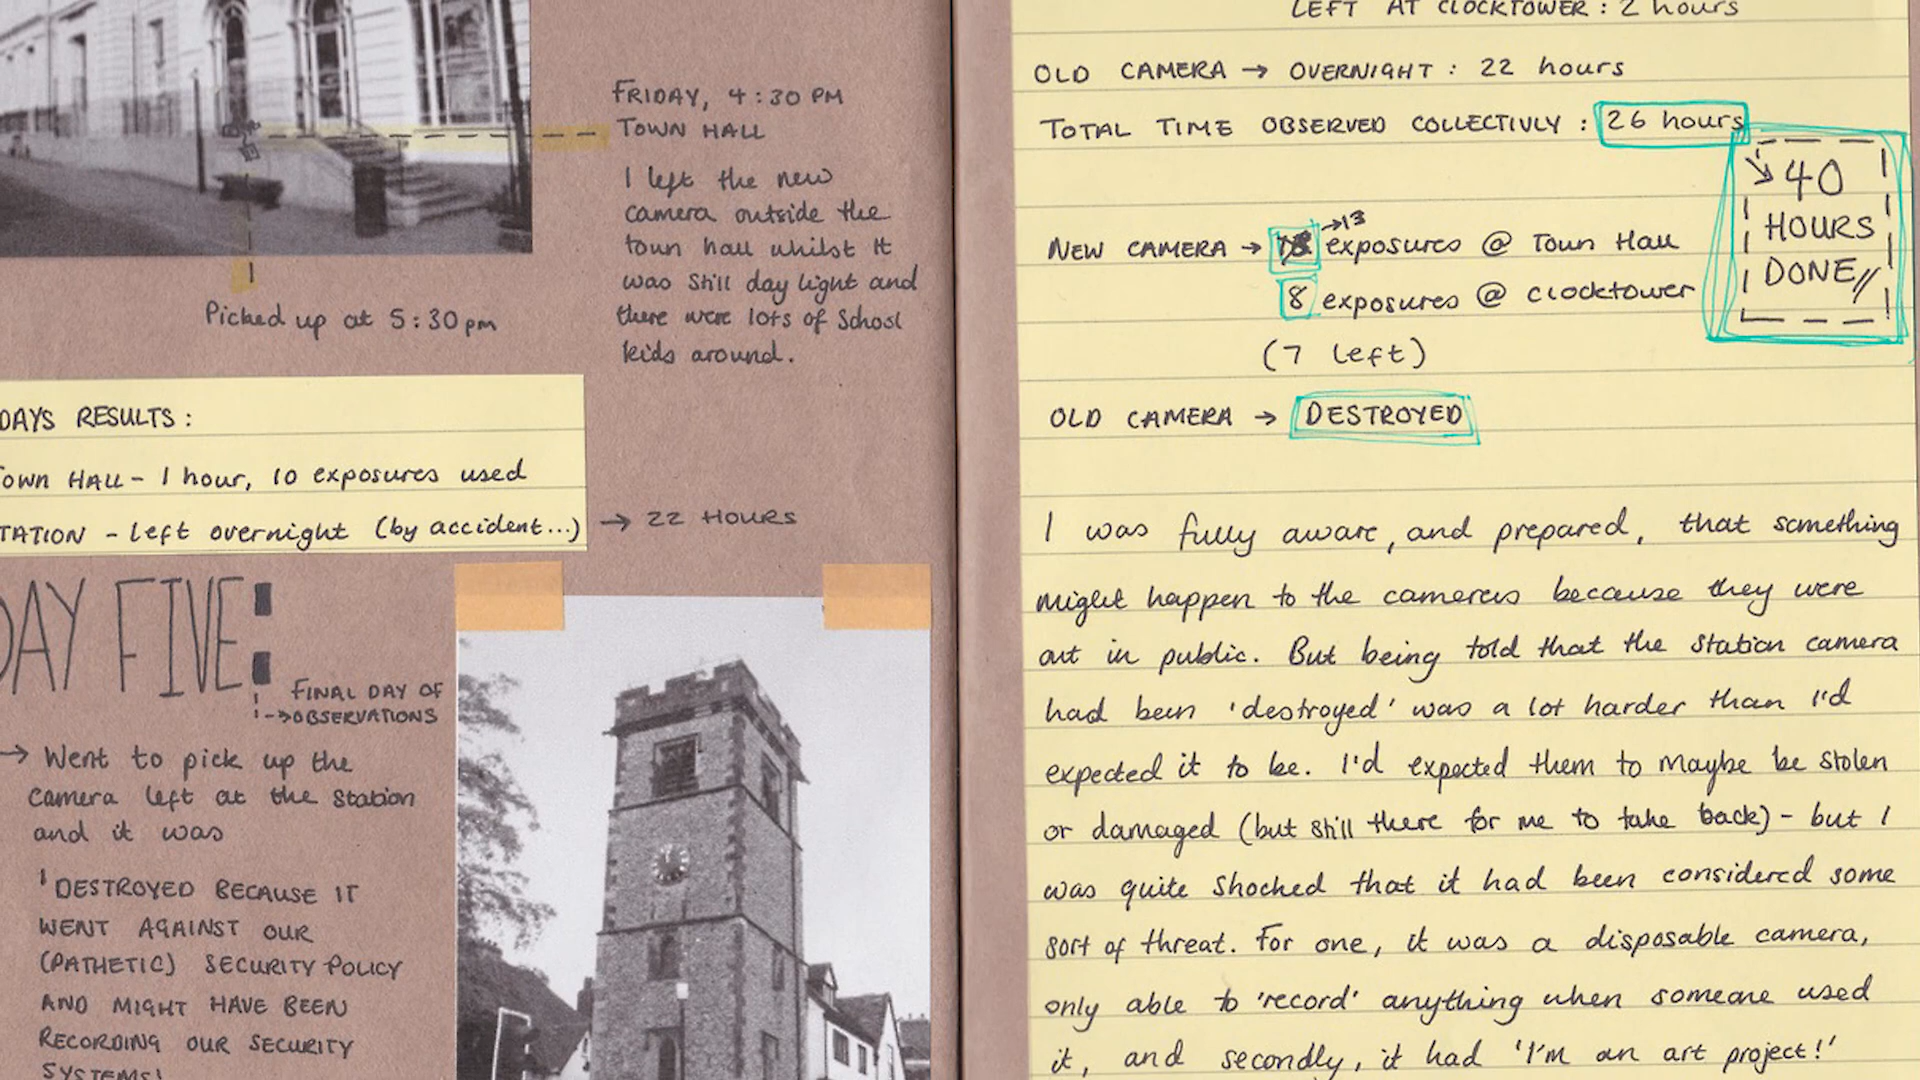 FRIDAY, 4:30 PM
TOWN HALL
I left the new
camera outside the
town hall whilst it
was still day light and
there were lots of School
kids around.
Picked up at 5:30pm
DAYS RESULTS:
OWN HALL - 1 hour, 10 exposures used
TATION - left overnight (by accident...)
→ 22 HOURS
DAY FIVE:
FINAL DAY OF
OBSERVATIONS
→ Went to pick up the
camera left at the Station
and it was
'DESTROYED BECAUSE IT
WENT AGAINST OUR
(PATHETIC) SECURITY POLICY
AND MIGHT HAVE BEEN
RECORDING OUR SECURITY
SYSTEMS!
LEFT AT CLOCKTOWER: 2 hours
OLD CAMERA → OVERNIGHT: 22 hours
TOTAL TIME OBSERVED COLLECTIVLY: 26 hours
40
HOURS
DONE//
NEW CAMERA → →13 exposures @ Town Hall
8 exposures @ Clocktower
(7 left)
OLD CAMERA → DESTROYED
I was fully aware, and prepared, that something
might happen to the cameras because they were
out in public. But being told that the station camera
had been 'destroyed' was a lot harder than I'd
expected it to be. I'd expected them to maybe be stolen
or damaged (but still there for me to take back) - but I
was quite shocked that it had been considered some
sort of threat. For one, it was a disposable camera,
only able to 'record' anything when someone used
it, and secondly, it had 'I'm an art project!'